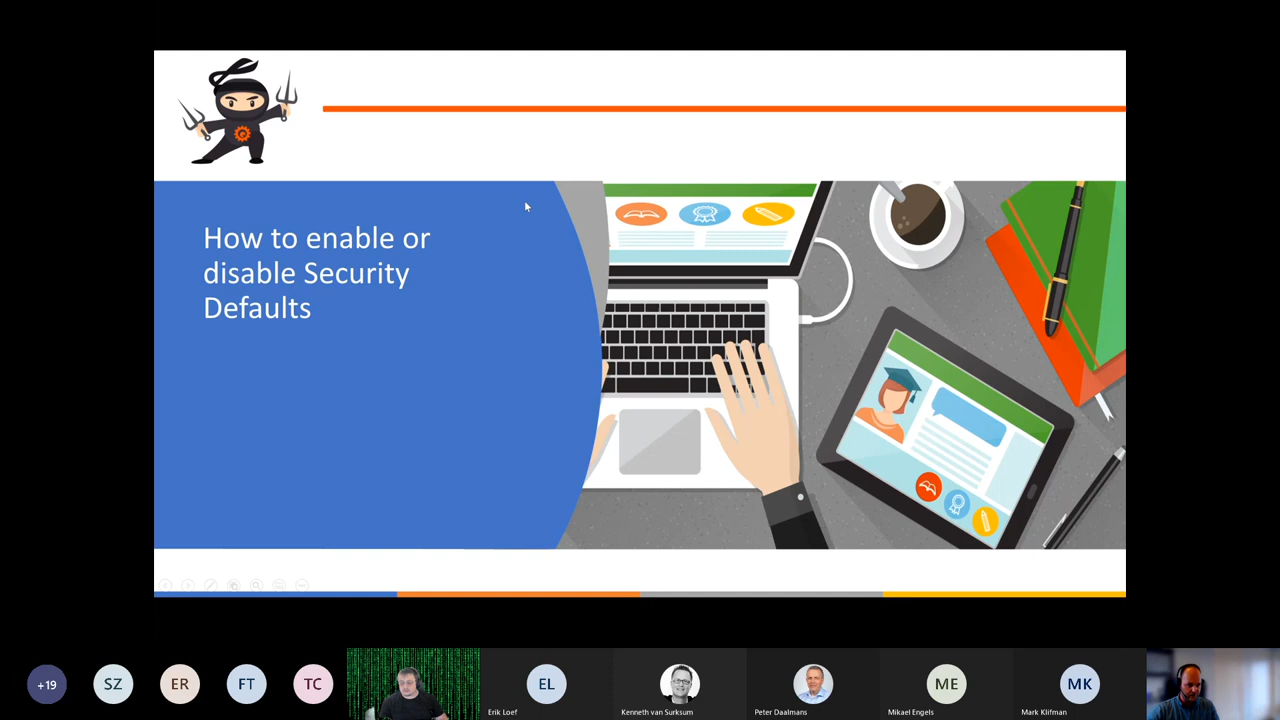 How to enable or
disable Security
Defaults
+19
SZ
ER
FT
TC
EL
Erik Loef
Kenneth van Surksum
Peter Daalmans
ME
Mikael Engels
MK
Mark Klifman